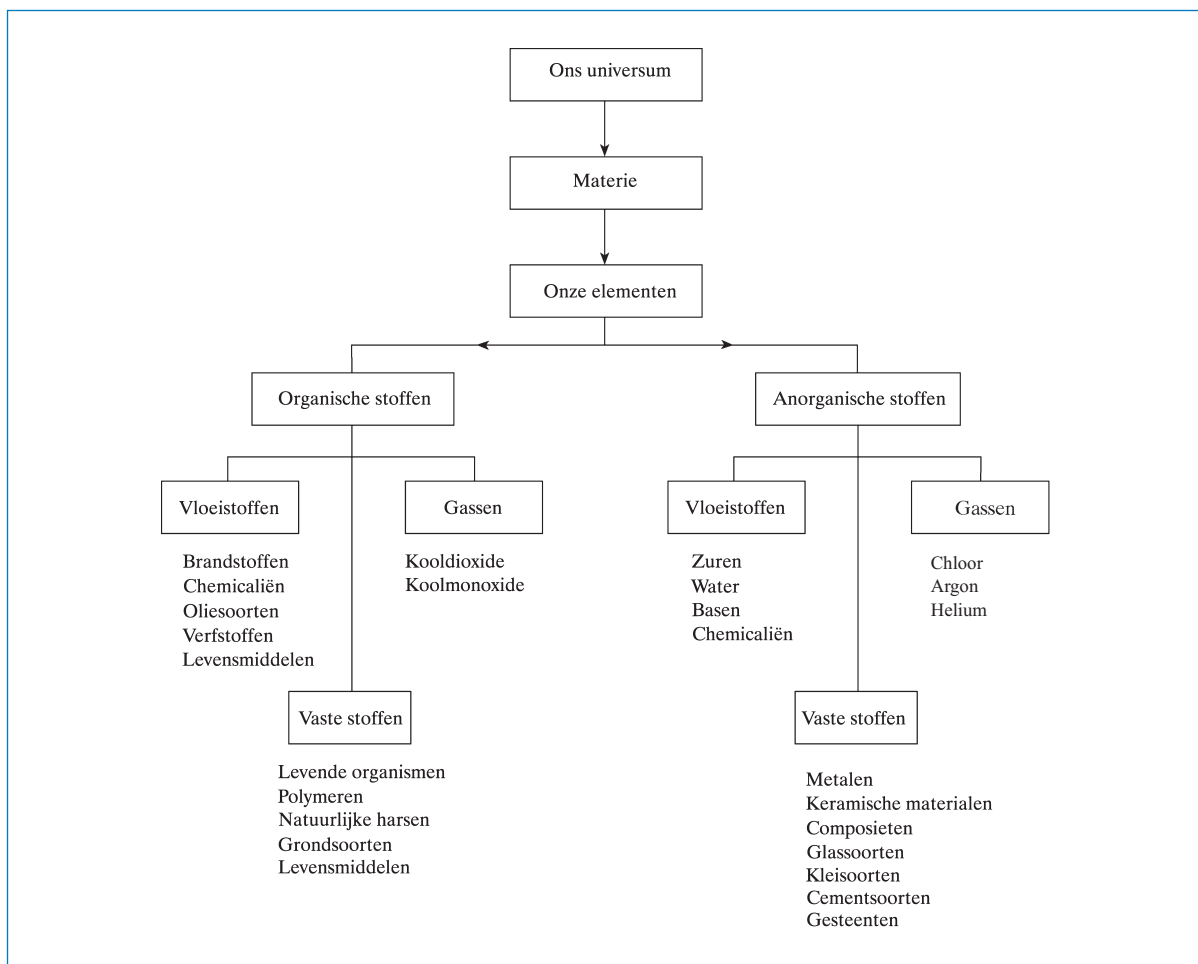 Ons universum
Materie
Onze elementen
Organische stoffen
Anorganische stoffen
Vloeistoffen
Gassen
Vloeistoffen
Gassen
Brandstoffen
Chemicaliën
Oliesoorten
Verfstoffen
Levensmiddelen
Kooldioxide
Koolmonoxide
Zuren
Water
Basen
Chemicaliën
Chloor
Argon
Helium
Vaste stoffen
Vaste stoffen
Levende organismen
Polymeren
Natuurlijke harsen
Grondsoorten
Levensmiddelen
Metalen
Keramische materialen
Composieten
Glassoorten
Kleisoorten
Cementsoorten
Gesteenten